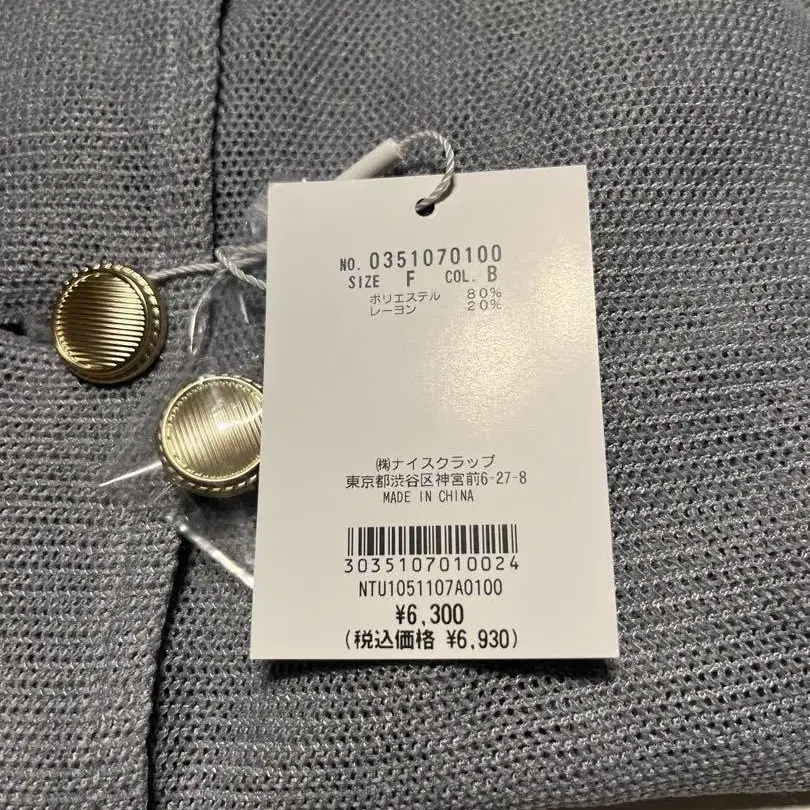 NO. 0351070100
SIZE F COL. B
ポリエステル 80%
レーヨン 20%
㈱ナイスクラップ
東京都渋谷区神宮前6-27-8
MADE IN CHINA
3035107010024
NTU1051107A0100
¥6,300
(税込価格 ¥6,930)